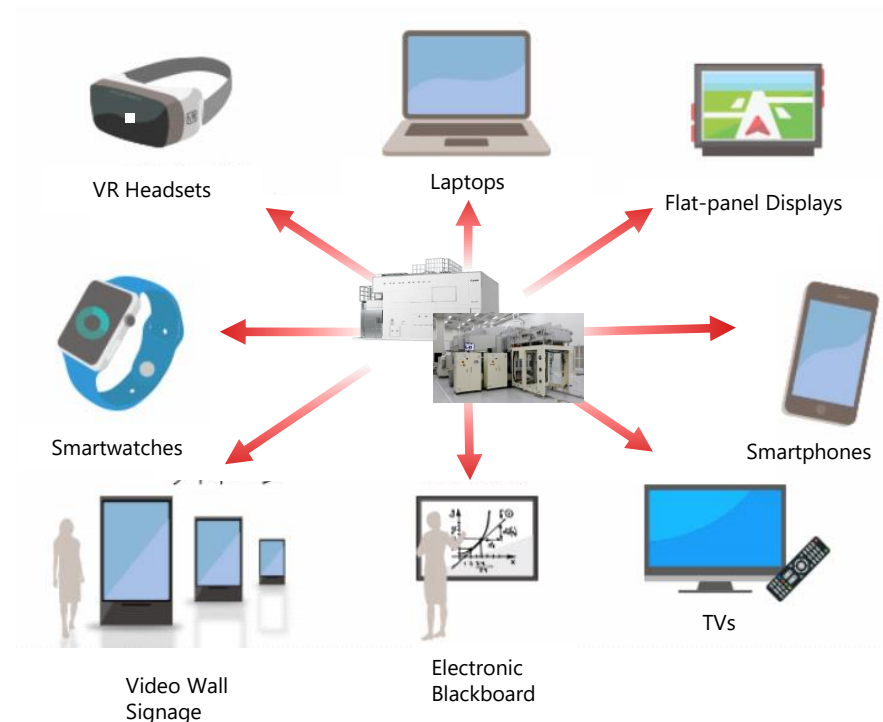 VR Headsets
Laptops
Flat-panel Displays
Smartwatches
Smartphones
TVs
Video Wall
Signage
Electronic
Blackboard